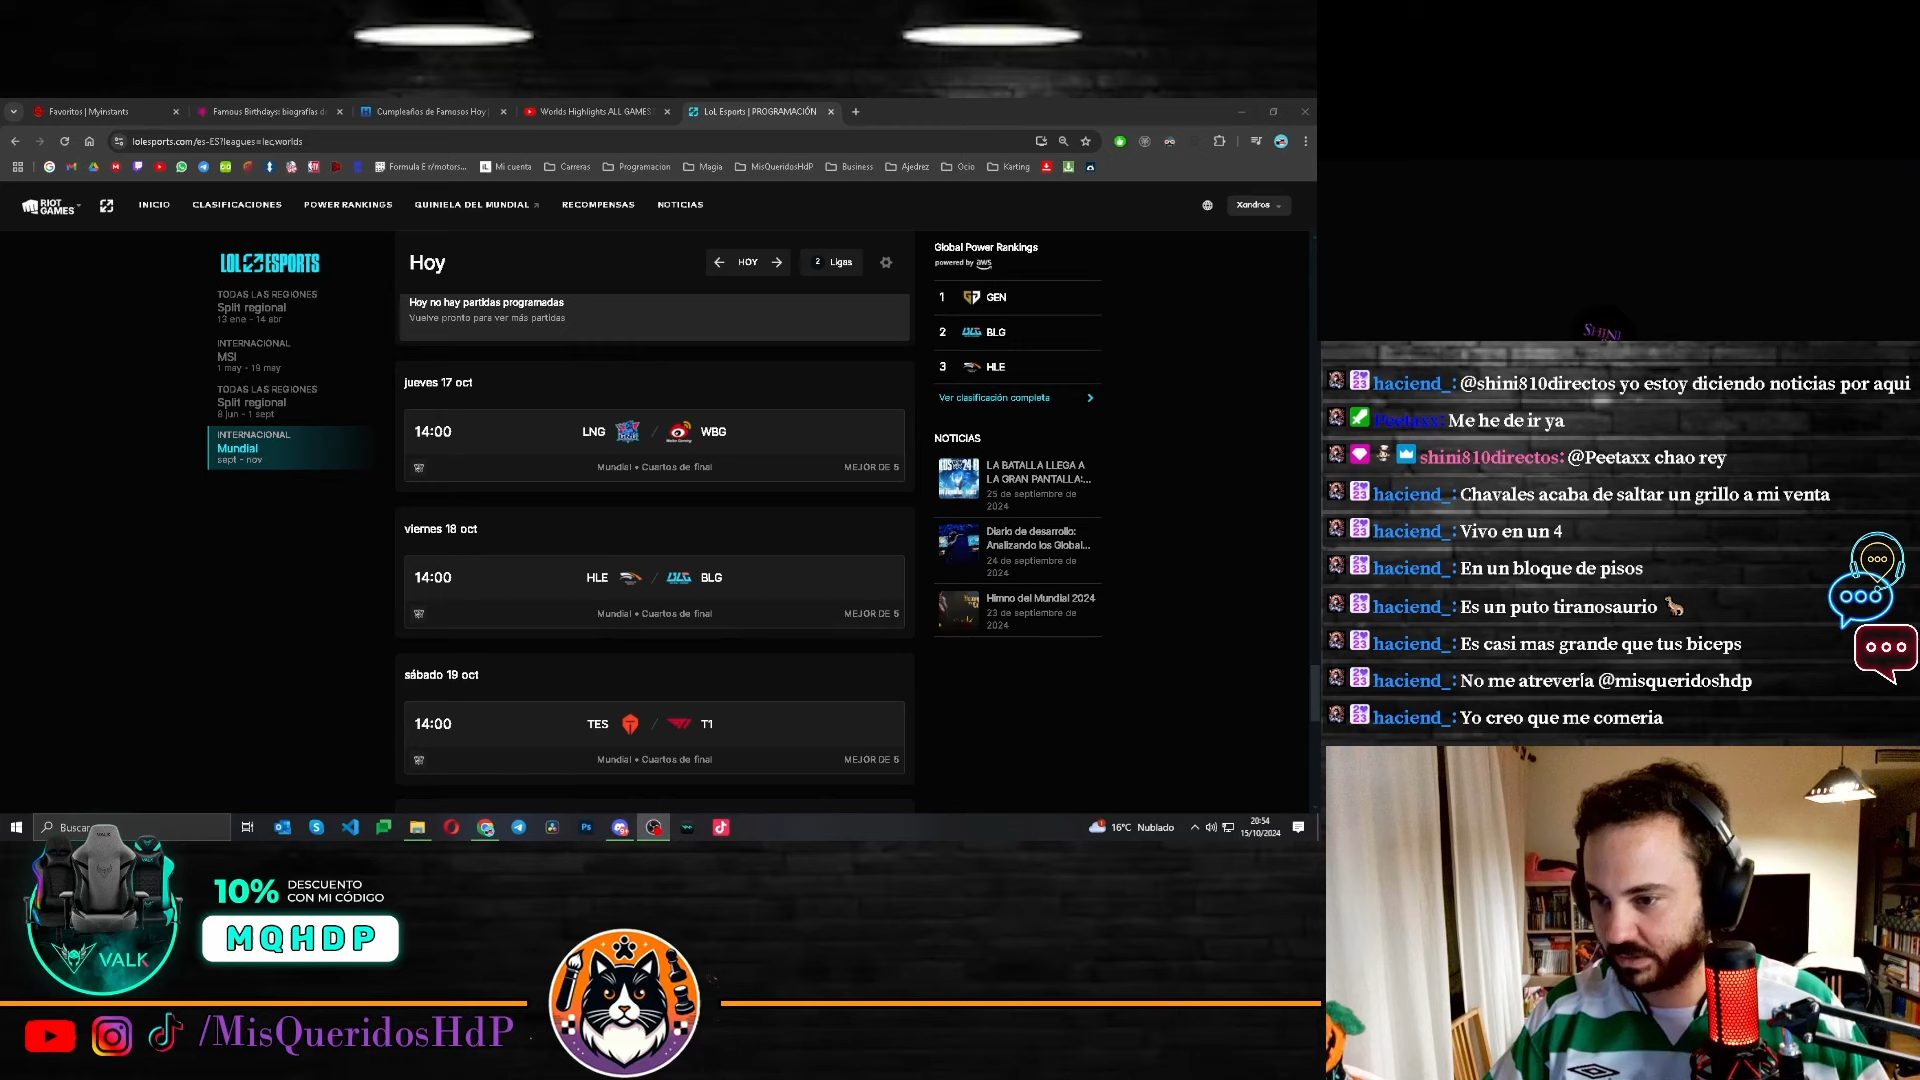 Favoritos | Myinstants
Famous Birthdays: biografías d
Cumpleaños de Famosos Hoy
Worlds Highlights ALL GAMES
LoL Esports | PROGRAMACIÓN
lolesports.com/es-ES?leagues=lec,worlds
Formula E r/motors...
Mi cuenta
Carreras
Programacion
Magia
MisQueridosHdP
Business
Ajedrez
Ocio
Karting
RIOT GAMES
INICIO
CLASIFICACIONES
POWER RANKINGS
QUINIELA DEL MUNDIAL
RECOMPENSAS
NOTICIAS
Xandros
LOL ESPORTS
TODAS LAS REGIONES
Split regional
13 ene - 14 abr
INTERNACIONAL
MSI
1 may - 19 may
TODAS LAS REGIONES
Split regional
8 jun - 1 sept
INTERNACIONAL
Mundial
sept - nov
Hoy
HOY
2 Ligas
Hoy no hay partidas programadas
Vuelve pronto para ver más partidas
jueves 17 oct
14:00 LNG / WBG
Mundial • Cuartos de final MEJOR DE 5
viernes 18 oct
14:00 HLE / BLG
Mundial • Cuartos de final MEJOR DE 5
sábado 19 oct
14:00 TES / T1
Mundial • Cuartos de final MEJOR DE 5
Global Power Rankings
powered by aws
1 GEN
2 BLG
3 HLE
Ver clasificación completa
NOTICIAS
LA BATALLA LLEGA A
LA GRAN PANTALLA:...
25 de septiembre de
2024
Diario de desarrollo:
Analizando los Global...
24 de septiembre de
2024
Himno del Mundial 2024
23 de septiembre de
2024
Buscar
16°C Nublado
20:54
15/10/2024
SHINI
haciend_: @shini810directos yo estoy diciendo noticias por aqui
Peetaxx: Me he de ir ya
shini810directos: @Peetaxx chao rey
haciend_: Chavales acaba de saltar un grillo a mi venta
haciend_: Vivo en un 4
haciend_: En un bloque de pisos
haciend_: Es un puto tiranosaurio
haciend_: Es casi mas grande que tus biceps
haciend_: No me atrevería @misqueridoshdp
haciend_: Yo creo que me comeria
VALK
10% DESCUENTO
CON MI CÓDIGO
MQHDP
/MisQueridosHdP